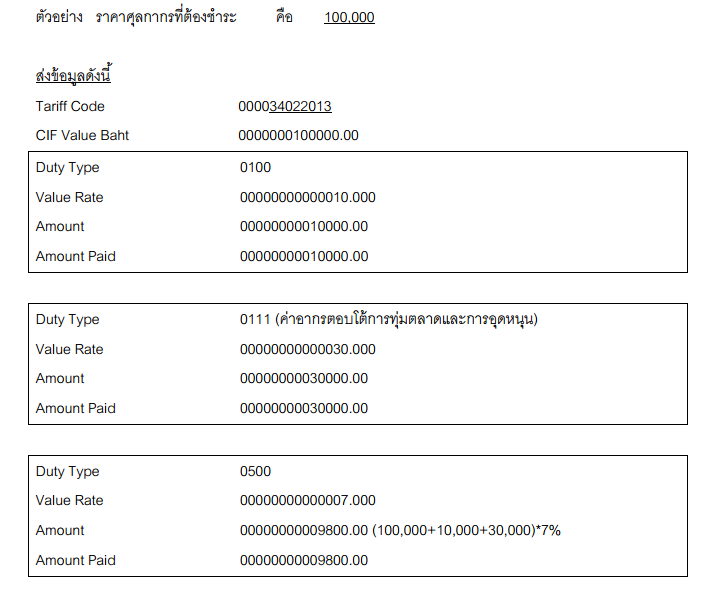 ตัวอย่าง ราคาศุลกากรที่ต้องชำระ คือ 100,000
ส่งข้อมูลดังนี้
Tariff Code 000034022013
CIF Value Baht 0000000100000.00
Duty Type 0100
Value Rate 00000000000010.000
Amount 00000000010000.00
Amount Paid 00000000010000.00
Duty Type 0111 (ค่าอากรตอบโต้การทุ่มตลาดและการอุดหนุน)
Value Rate 00000000000030.000
Amount 00000000030000.00
Amount Paid 00000000030000.00
Duty Type 0500
Value Rate 00000000000007.000
Amount 00000000009800.00 (100,000+10,000+30,000)*7%
Amount Paid 00000000009800.00